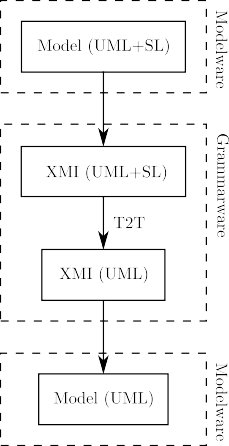 Model (UML+SL)
Modelware
XMI (UML+SL)
Grammarware
T2T
XMI (UML)
Model (UML)
Modelware